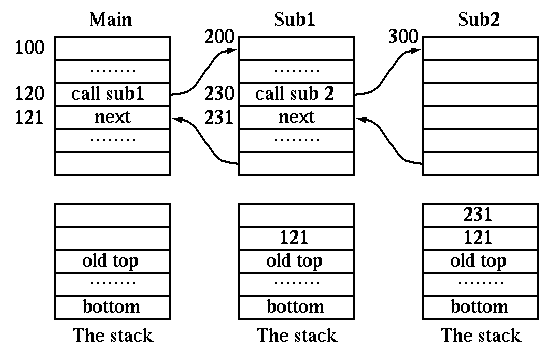 Main Sub1 Sub2
100 200 300
........ ........
120 call sub1 230 call sub 2
121 next 231 next
........ ........
231
121 121
old top old top old top
........ ........ ........
bottom bottom bottom
The stack The stack The stack